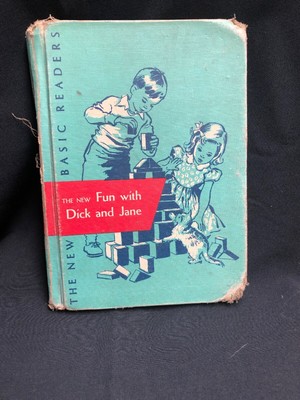 THE NEW BASIC READERS
THE NEW Fun with
Dick and Jane